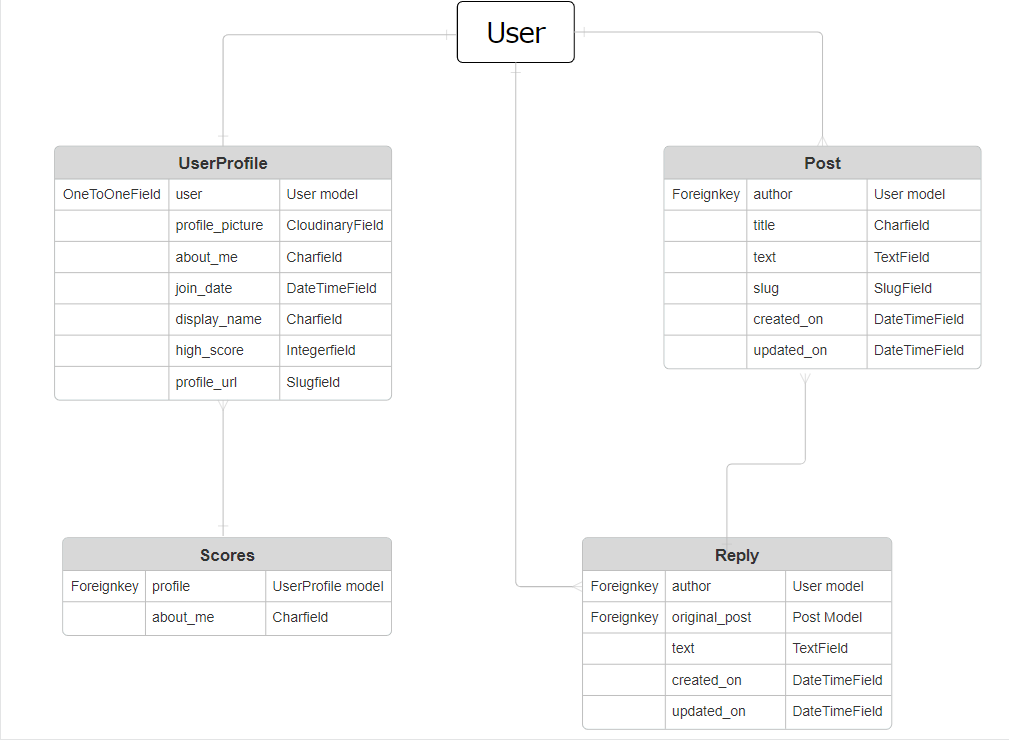 User
UserProfile
OneToOneField user User model
profile_picture CloudinaryField
about_me Charfield
join_date DateTimeField
display_name Charfield
high_score Integerfield
profile_url Slugfield
Post
Foreignkey author User model
title Charfield
text TextField
slug SlugField
created_on DateTimeField
updated_on DateTimeField
Scores
Foreignkey profile UserProfile model
about_me Charfield
Reply
Foreignkey author User model
Foreignkey original_post Post Model
text TextField
created_on DateTimeField
updated_on DateTimeField